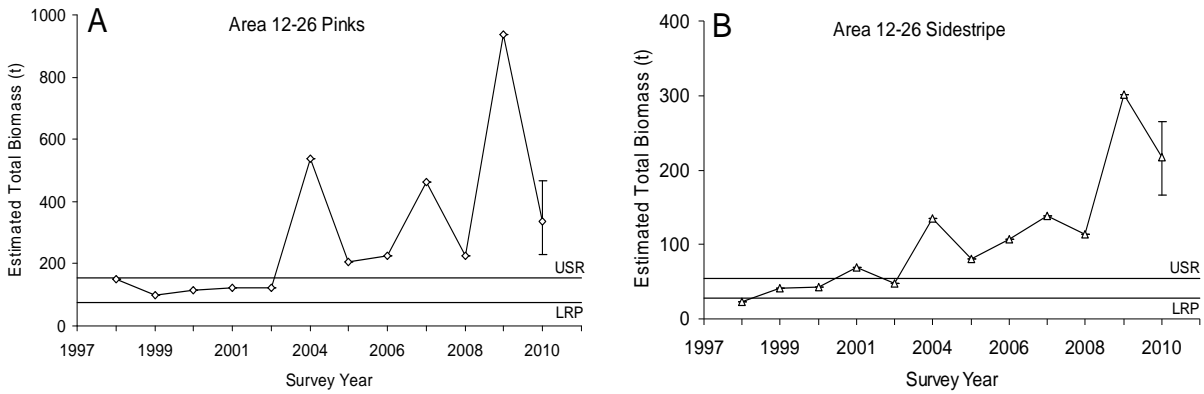 A
Area 12-26 Pinks
Estimated Total Biomass (t)
1000
800
600
400
200
0
USR
LRP
1997 1999 2001 2004 2006 2008 2010
Survey Year
B
Area 12-26 Sidestripe
Estimated Total Biomass (t)
400
300
200
100
0
USR
LRP
1997 1999 2001 2004 2006 2008 2010
Survey Year